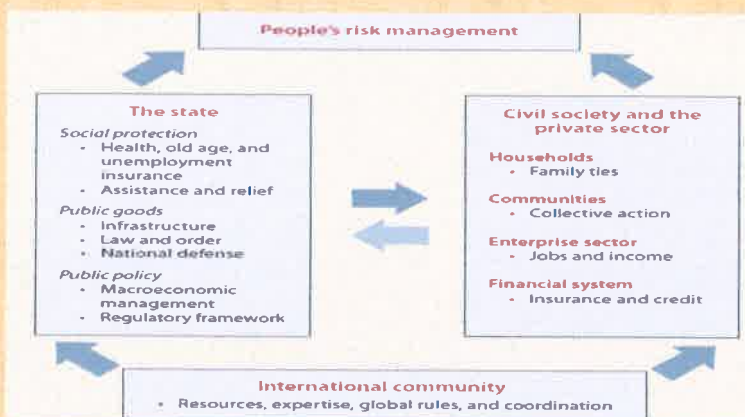 People's risk management
The state
Social protection
• Health, old age, and
unemployment
insurance
• Assistance and relief
Public goods
• Infrastructure
• Law and order
• National defense
Public policy
• Macroeconomic
management
• Regulatory framework
Civil society and the
private sector
Households
• Family ties
Communities
• Collective action
Enterprise sector
• Jobs and income
Financial system
• Insurance and credit
International community
• Resources, expertise, global rules, and coordination